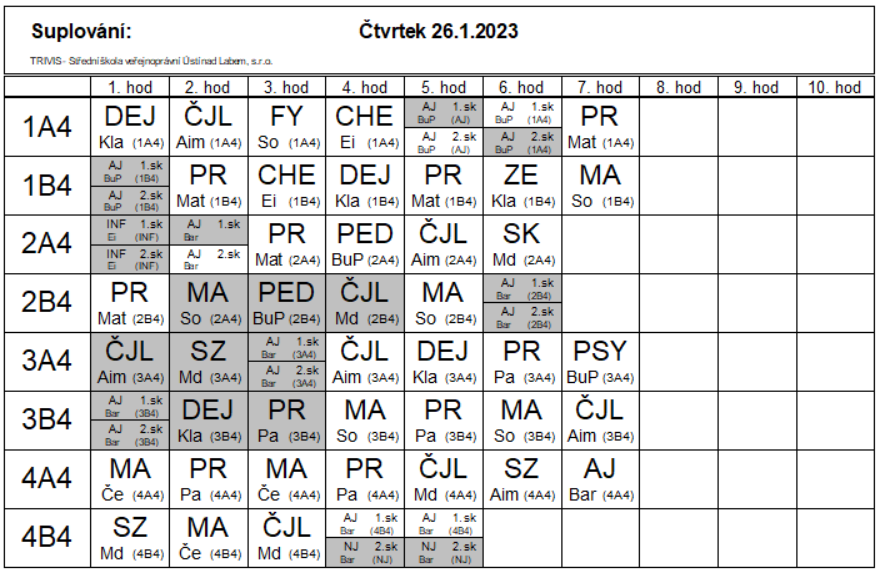 Suplování: Čtvrtek 26.1.2023
TRIVIS - Střední škola veřejnoprávní Ústí nad Labem, s.r.o.
1. hod 2. hod 3. hod 4. hod 5. hod 6. hod 7. hod 8. hod 9. hod 10. hod
1A4 DEJ ČJL FY CHE AJ 1.sk AJ 1.sk PR
BuP (AJ) BuP (1A4)
Kla (1A4) Aim (1A4) So (1A4) Ei (1A4) AJ 2.sk AJ 2.sk Mat (1A4)
BuP (AJ) BuP (1A4)
1B4 AJ 1.sk PR CHE DEJ PR ZE MA
BuP (1B4)
AJ 2.sk Mat (1B4) Ei (1B4) Kla (1B4) Mat (1B4) Kla (1B4) So (1B4)
BuP (1B4)
2A4 INF 1.sk AJ 1.sk PR PED ČJL SK
Ei (INF) Bar
INF 2.sk AJ 2.sk Mat (2A4) BuP (2A4) Aim (2A4) Md (2A4)
Ei (INF) Bar
2B4 PR MA PED ČJL MA AJ 1.sk
Bar (2B4)
Mat (2B4) So (2A4) BuP (2B4) Md (2B4) So (2B4) AJ 2.sk
Bar (2B4)
3A4 ČJL SZ AJ 1.sk ČJL DEJ PR PSY
Bar (3A4)
Aim (3A4) Md (3A4) AJ 2.sk Aim (3A4) Kla (3A4) Pa (3A4) BuP (3A4)
Bar (3A4)
3B4 AJ 1.sk DEJ PR MA PR MA ČJL
Bar (3B4)
AJ 2.sk Kla (3B4) Pa (3B4) So (3B4) Pa (3B4) So (3B4) Aim (3B4)
Bar (3B4)
4A4 MA PR MA PR ČJL SZ AJ
Če (4A4) Pa (4A4) Če (4A4) Pa (4A4) Md (4A4) Aim (4A4) Bar (4A4)
4B4 SZ MA ČJL AJ 1.sk AJ 1.sk
Bar (4B4) Bar (4B4)
Md (4B4) Če (4B4) Md (4B4) NJ 2.sk NJ 2.sk
Bar (NJ) Bar (NJ)